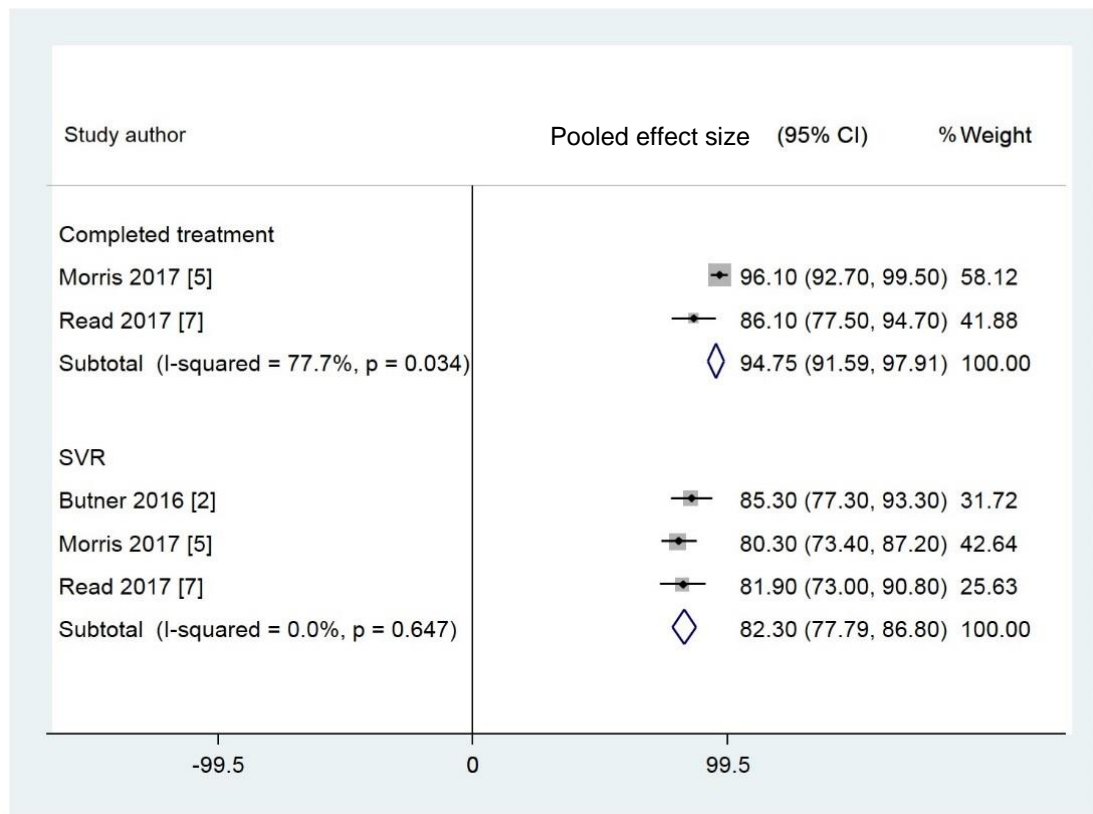 Study author Pooled effect size (95% CI) % Weight
Completed treatment
Morris 2017 [5] 96.10 (92.70, 99.50) 58.12
Read 2017 [7] 86.10 (77.50, 94.70) 41.88
Subtotal (I-squared = 77.7%, p = 0.034) 94.75 (91.59, 97.91) 100.00
SVR
Butner 2016 [2] 85.30 (77.30, 93.30) 31.72
Morris 2017 [5] 80.30 (73.40, 87.20) 42.64
Read 2017 [7] 81.90 (73.00, 90.80) 25.63
Subtotal (I-squared = 0.0%, p = 0.647) 82.30 (77.79, 86.80) 100.00
-99.5 0 99.5